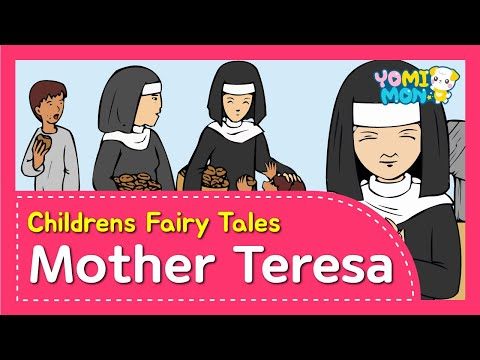 YOMI
MON
Childrens Fairy Tales
Mother Teresa